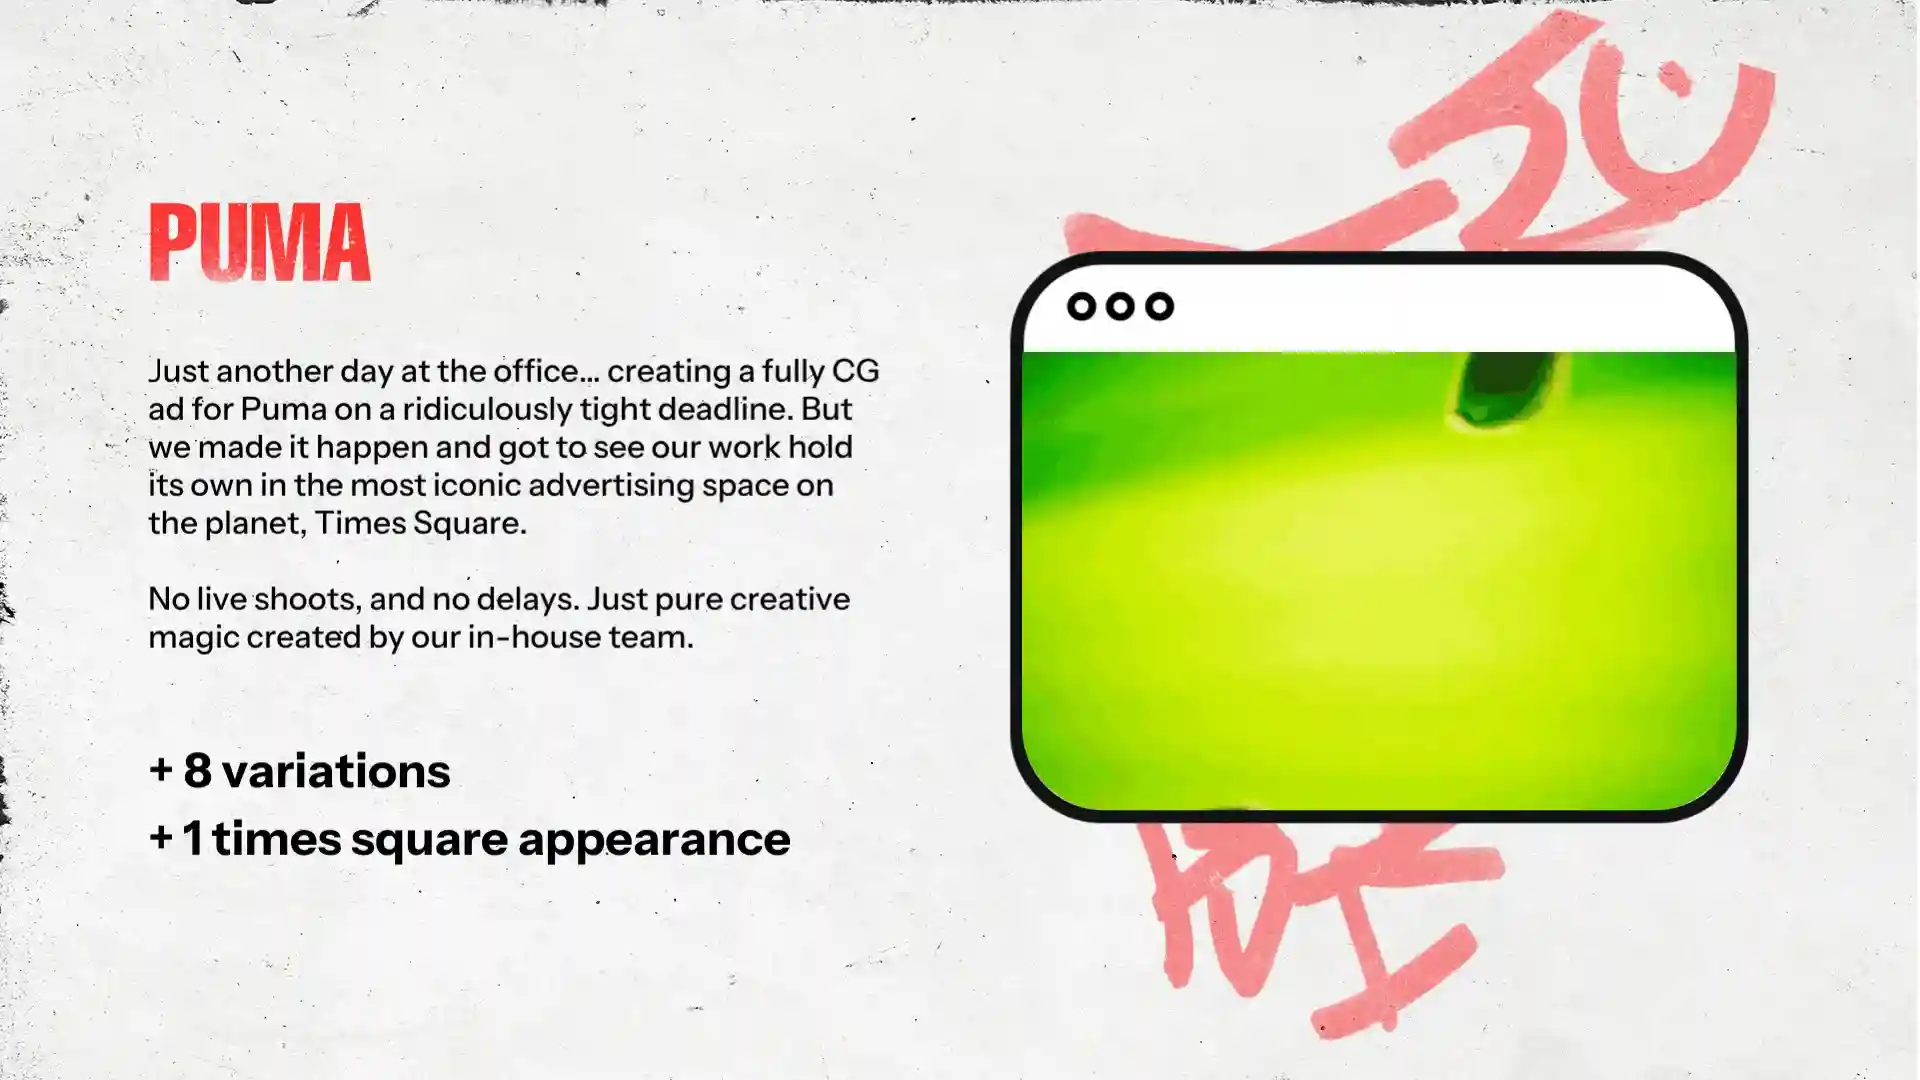 PUMA
Just another day at the office... creating a fully CG
ad for Puma on a ridiculously tight deadline. But
we made it happen and got to see our work hold
its own in the most iconic advertising space on
the planet, Times Square.
No live shoots, and no delays. Just pure creative
magic created by our in-house team.
+ 8 variations
+ 1 times square appearance